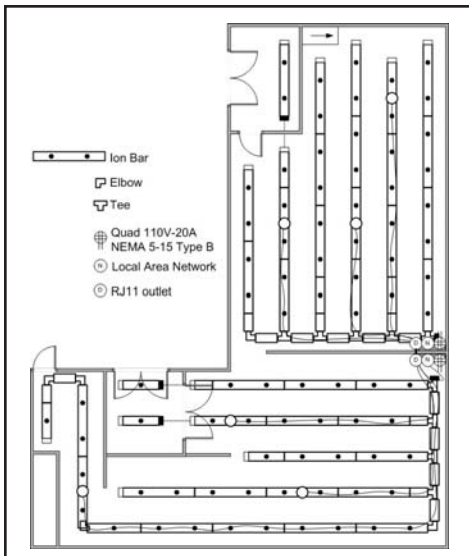 Ion Bar
Elbow
Tee
Quad 110V-20A
NEMA 5-15 Type B
N Local Area Network
D RJ11 outlet
D N
D N